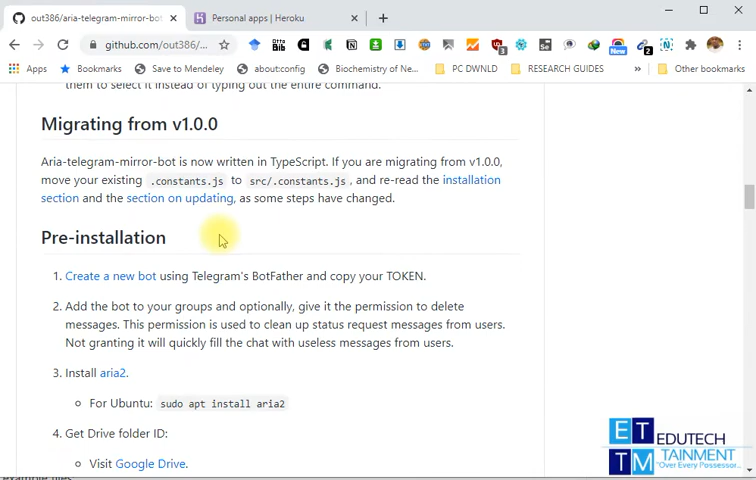 out386/aria-telegram-mirror-bot
Personal apps | Heroku
github.com/out386/aria-telegram-mirror-bot
Apps
Bookmarks
Save to Mendeley
about:config
Biochemistry of Ne...
PC DWNLD
RESEARCH GUIDES
»
Other bookmarks
them to select it instead of typing out the entire command.
Migrating from v1.0.0
Aria-telegram-mirror-bot is now written in TypeScript. If you are migrating from v1.0.0,
move your existing .constants.js to src/.constants.js, and re-read the installation
section and the section on updating, as some steps have changed.
Pre-installation
1. Create a new bot using Telegram's BotFather and copy your TOKEN.
2. Add the bot to your groups and optionally, give it the permission to delete
messages. This permission is used to clean up status request messages from users.
Not granting it will quickly fill the chat with useless messages from users.
3. Install aria2.
For Ubuntu: sudo apt install aria2
4. Get Drive folder ID:
Visit Google Drive.
ET EDUTECH
TM TAINMENT
"Over Every Possessor...